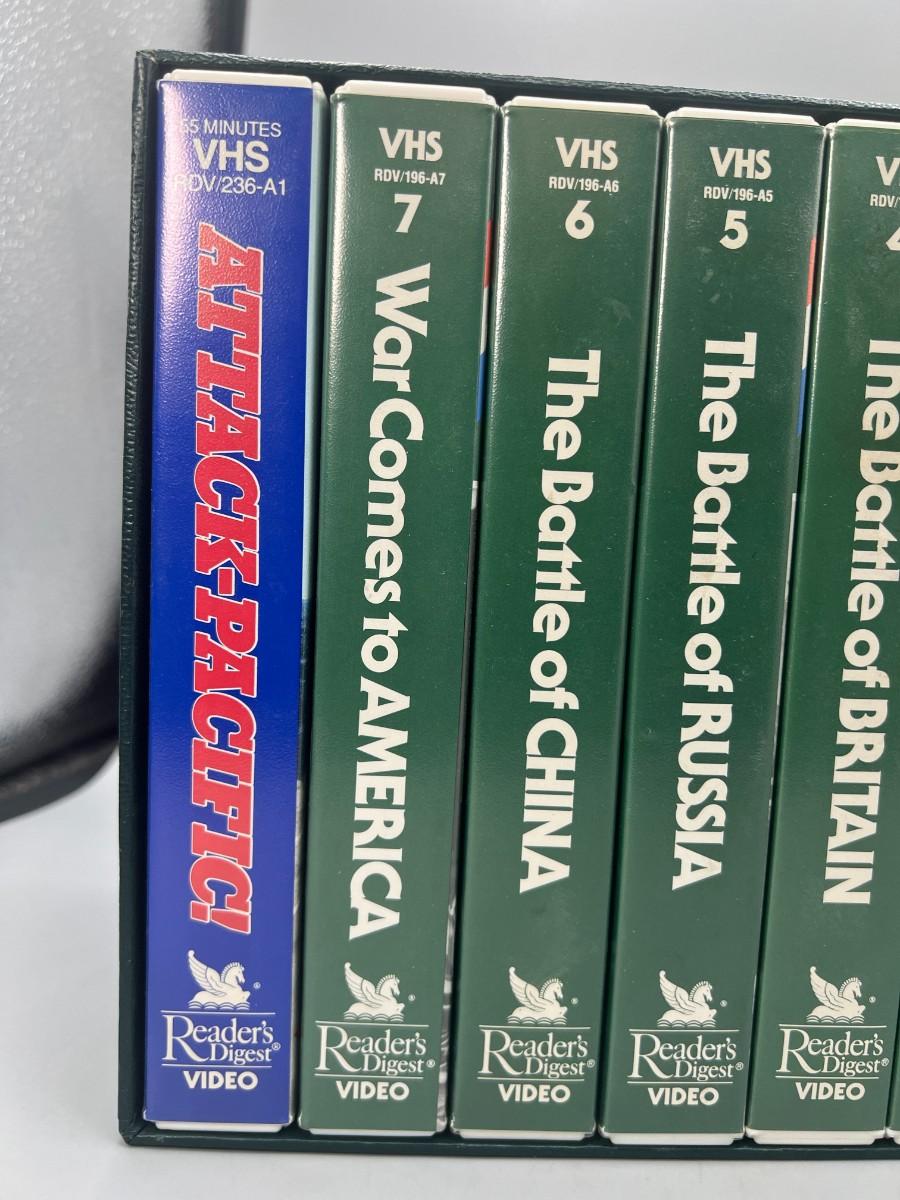 55 MINUTES
VHS
RDV/236-A1
ATTACK-PACIFIC!
Reader's
Digest®
VIDEO
VHS
RDV/196-A7
7
War Comes to AMERICA
Reader's
Digest®
VIDEO
VHS
RDV/196-A6
6
The Battle of CHINA
Reader's
Digest®
VIDEO
VHS
RDV/196-A5
5
The Battle of RUSSIA
Reader's
Digest®
VIDEO
The Battle of BRITAIN
Reader's
Digest®
VIDEO